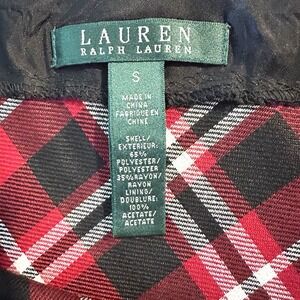 LAUREN
RALPH LAUREN
S
MADE IN
CHINA
FABRIQUÉ EN
CHINE
SHELL/
EXTERIEUR:
65%
POLYESTER/
POLYESTER
35%RAYON/
RAYON
LINING/
DOUBLURE:
100%
ACETATE/
ACETATE